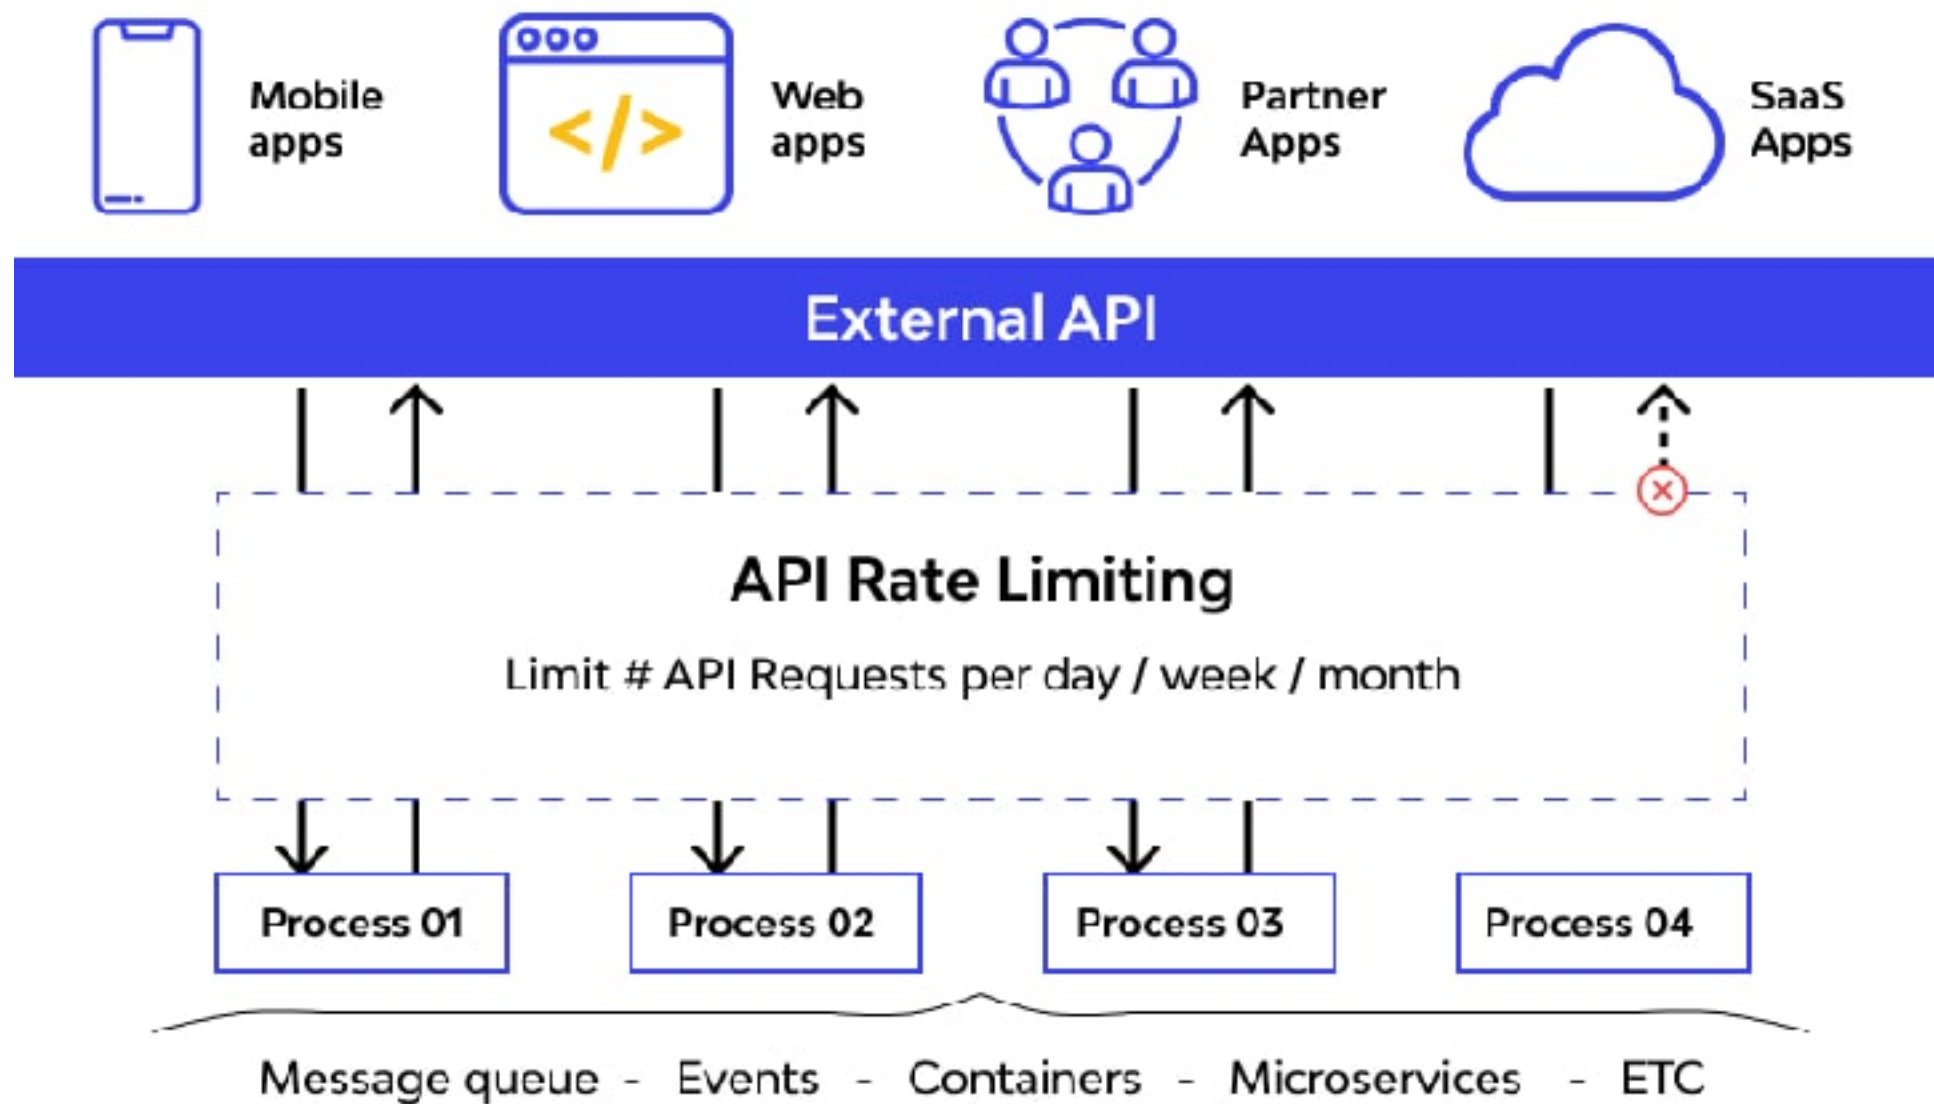 Mobile
apps
Web
apps
Partner
Apps
SaaS
Apps
</>
External API
API Rate Limiting
Limit # API Requests per day / week / month
Process 01
Process 02
Process 03
Process 04
Message queue - Events - Containers - Microservices - ETC